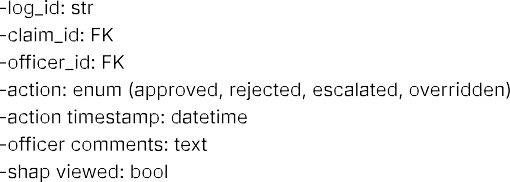 -log_id: str
-claim_id: FK
-officer_id: FK
-action: enum (approved, rejected, escalated, overridden)
-action timestamp: datetime
-officer comments: text
-shap viewed: bool